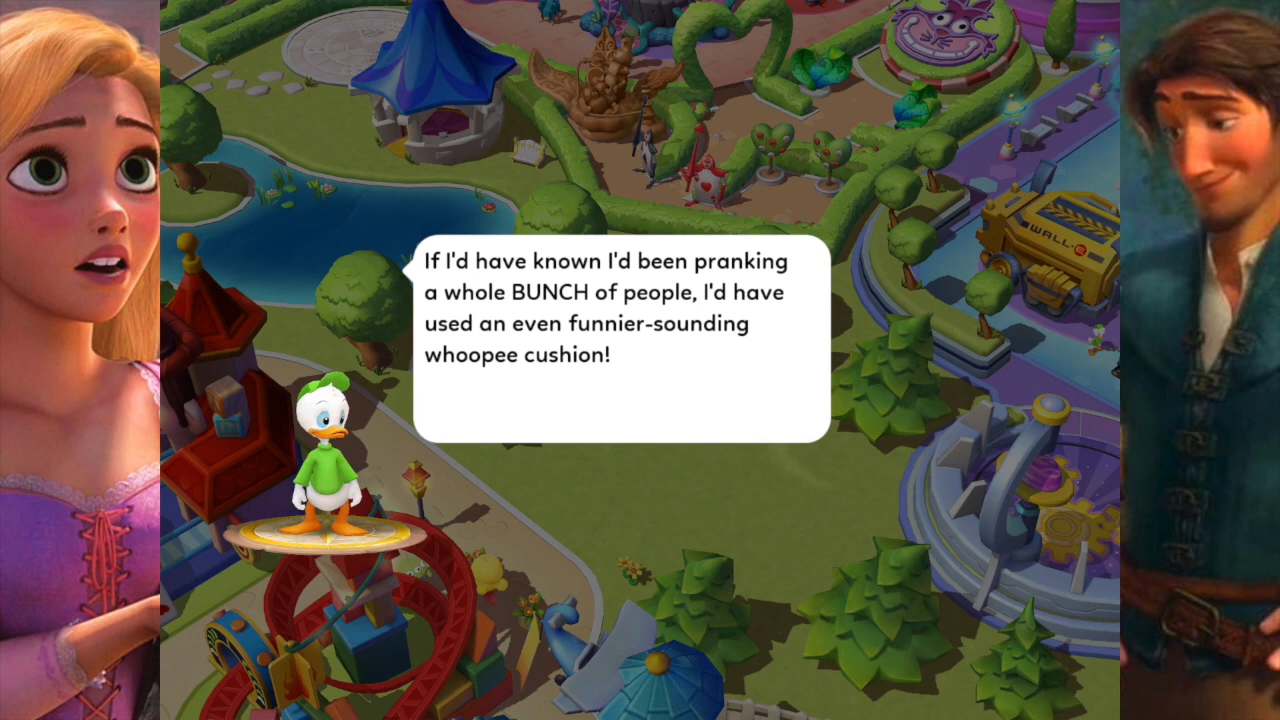 If I'd have known I'd been pranking
a whole BUNCH of people, I'd have
used an even funnier-sounding
whoopee cushion!
WALL·E